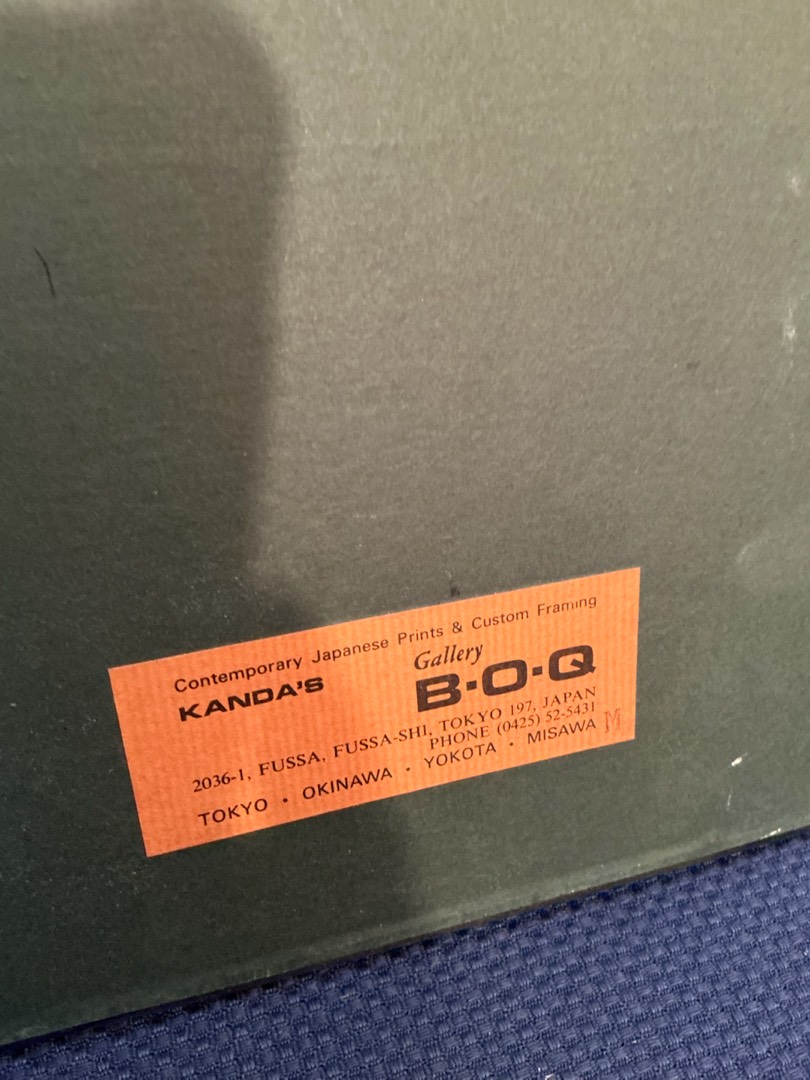 Contemporary Japanese Prints & Custom Framing
KANDA'S Gallery B·O·Q
2036-1, FUSSA, FUSSA-SHI, TOKYO 197, JAPAN
PHONE (0425) 52-5431
TOKYO · OKINAWA · YOKOTA · MISAWA M